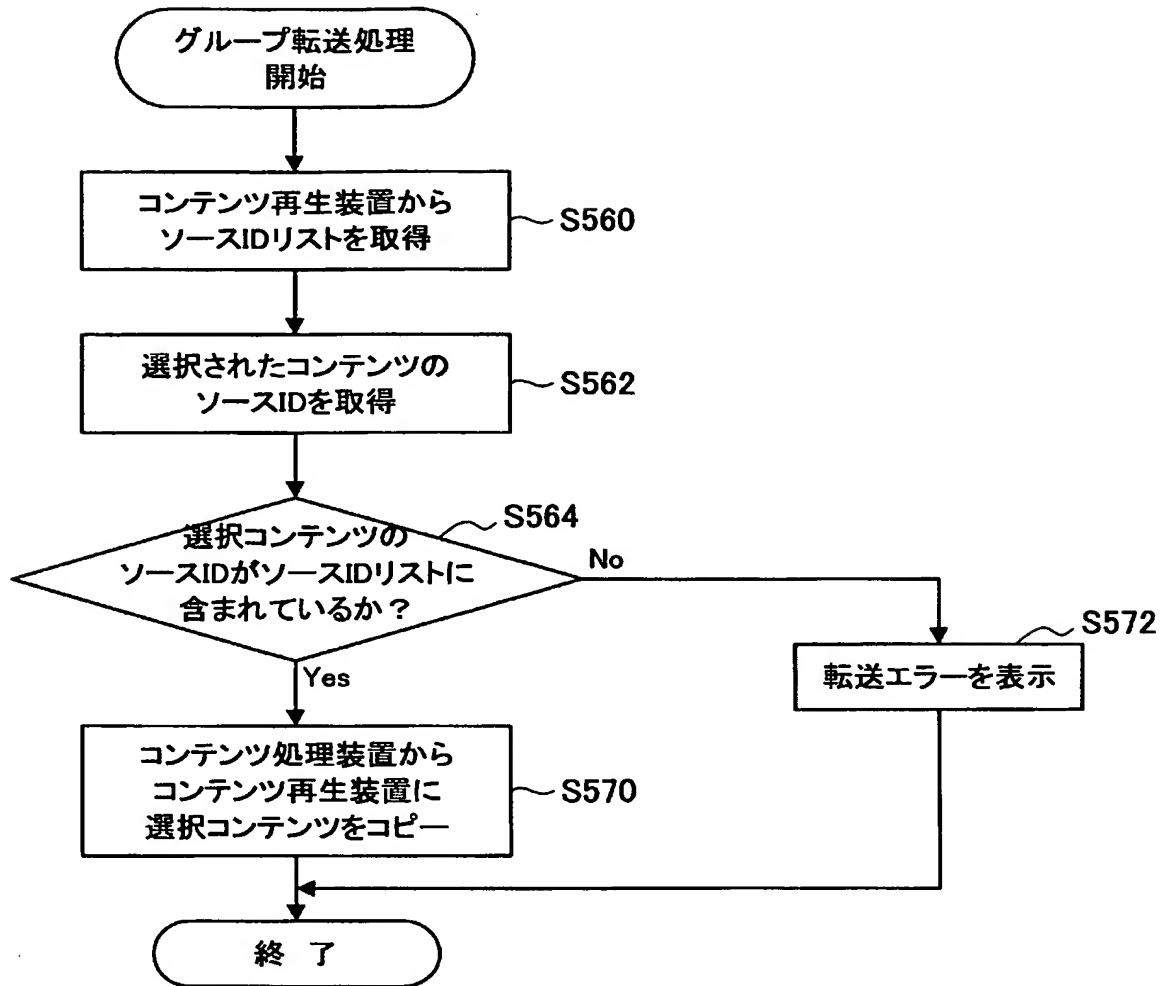 グループ転送処理
開始
コンテンツ再生装置から
ソースIDリストを取得
S560
選択されたコンテンツの
ソースIDを取得
S562
S564
選択コンテンツの
ソースIDがソースIDリストに
含まれているか？
No
Yes
S572
転送エラーを表示
コンテンツ処理装置から
コンテンツ再生装置に
選択コンテンツをコピー
S570
終 了